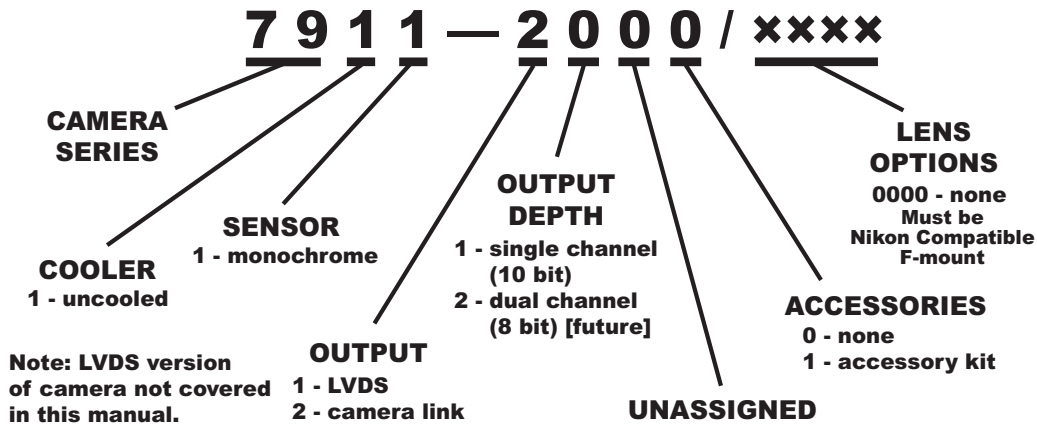 7911—2000/××××
CAMERA
SERIES
COOLER
1 - uncooled
SENSOR
1 - monochrome
OUTPUT
1 - LVDS
2 - camera link
OUTPUT
DEPTH
1 - single channel
(10 bit)
2 - dual channel
(8 bit) [future]
UNASSIGNED
ACCESSORIES
0 - none
1 - accessory kit
LENS
OPTIONS
0000 - none
Must be
Nikon Compatible
F-mount
Note: LVDS version
of camera not covered
in this manual.